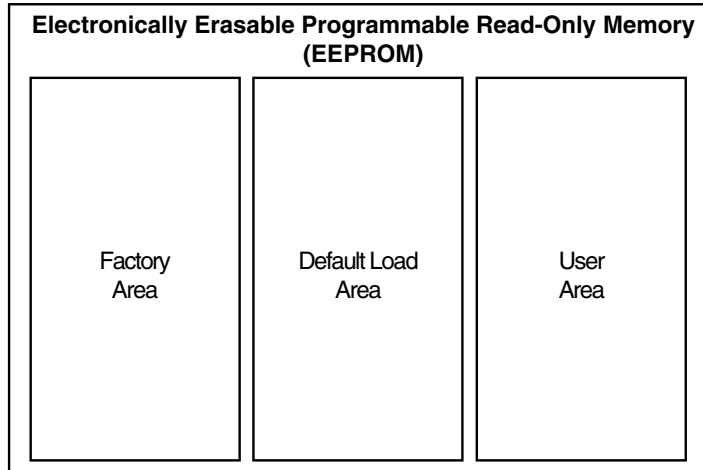 Electronically Erasable Programmable Read-Only Memory
(EEPROM)
Factory
Area
Default Load
Area
User
Area